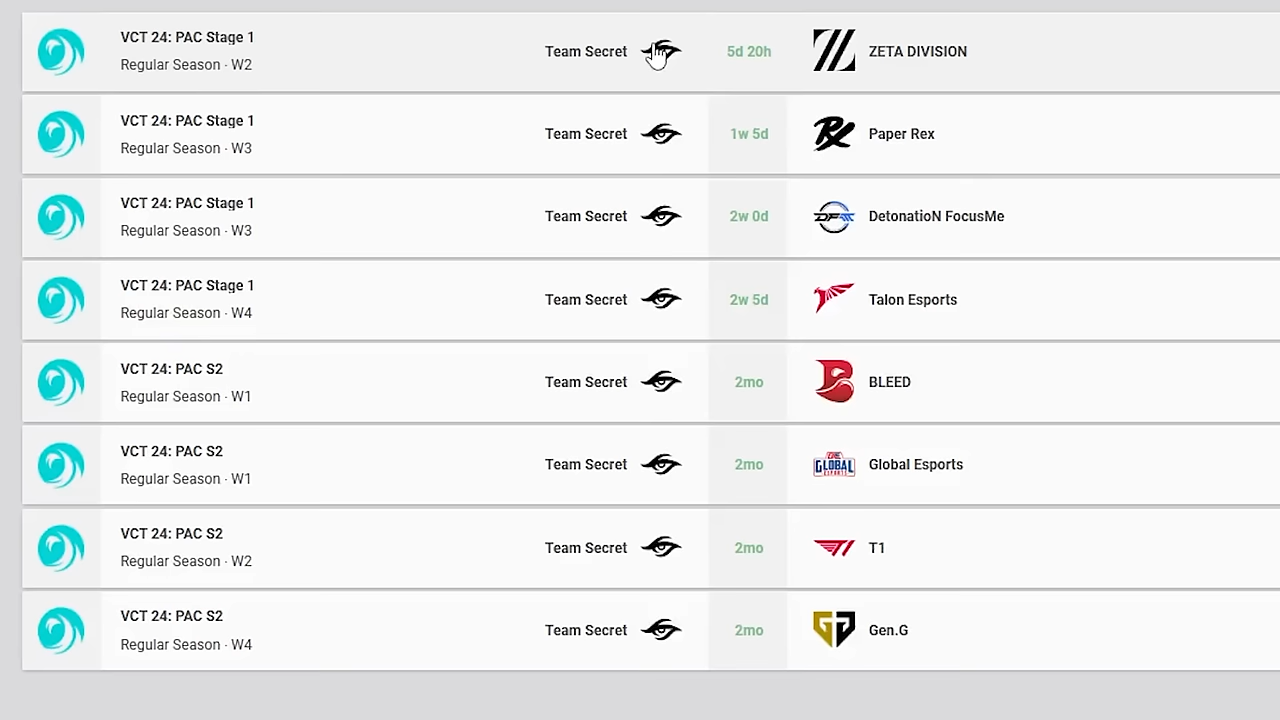 VCT 24: PAC Stage 1
Regular Season · W2
Team Secret
5d 20h
ZETA DIVISION
VCT 24: PAC Stage 1
Regular Season · W3
Team Secret
1w 5d
Paper Rex
VCT 24: PAC Stage 1
Regular Season · W3
Team Secret
2w 0d
DFM
DetonatioN FocusMe
VCT 24: PAC Stage 1
Regular Season · W4
Team Secret
2w 5d
Talon Esports
VCT 24: PAC S2
Regular Season · W1
Team Secret
2mo
BLEED
VCT 24: PAC S2
Regular Season · W1
Team Secret
2mo
GLOBAL
ESPORTS
Global Esports
VCT 24: PAC S2
Regular Season · W2
Team Secret
2mo
T1
T1
VCT 24: PAC S2
Regular Season · W4
Team Secret
2mo
Gen.G